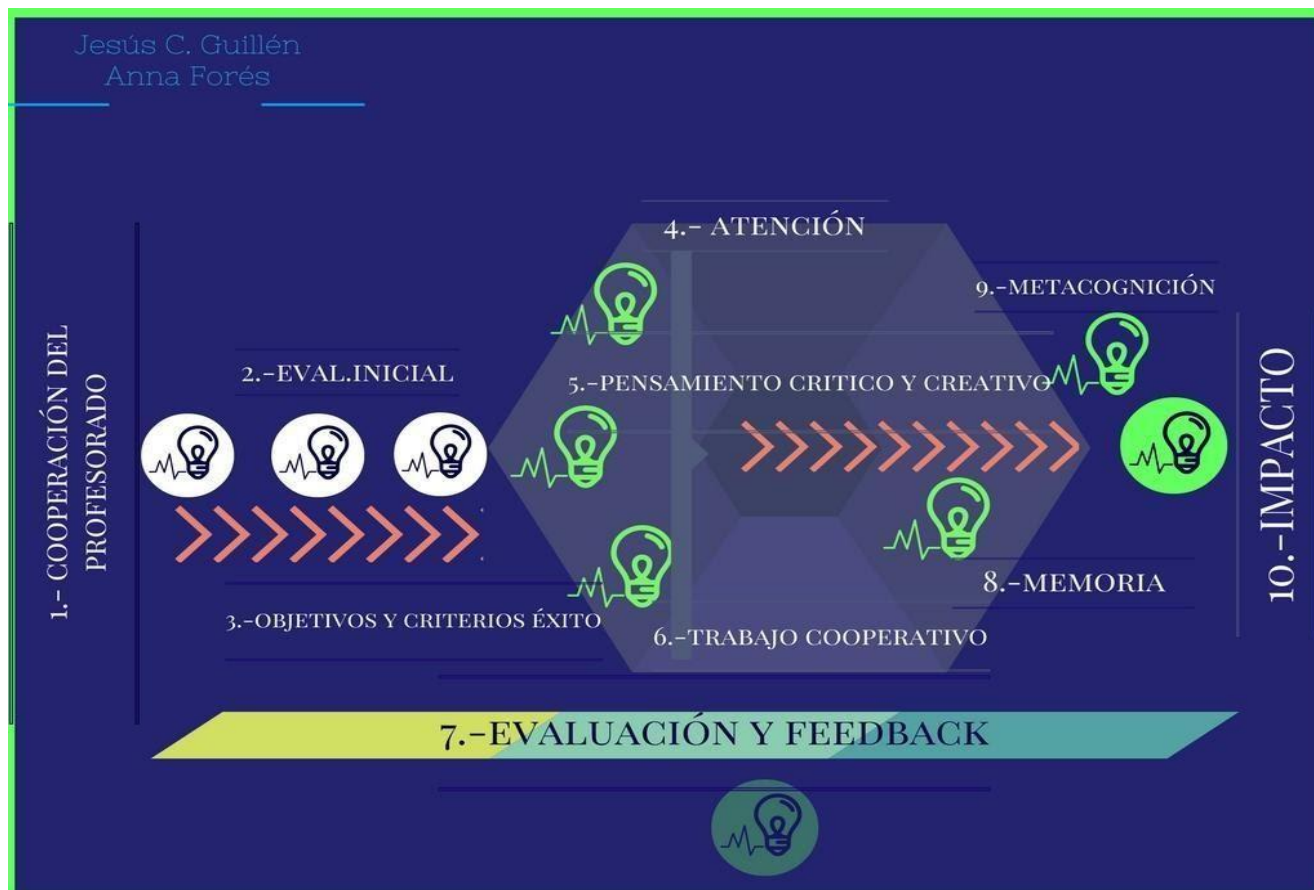 Jesús C. Guillén
Anna Forés
1.- COOPERACIÓN DEL
PROFESORADO
2.-EVAL.INICIAL
3.-OBJETIVOS Y CRITERIOS ÉXITO
4.- ATENCIÓN
5.-PENSAMIENTO CRITICO Y CREATIVO
6.-TRABAJO COOPERATIVO
7.-EVALUACIÓN Y FEEDBACK
8.-MEMORIA
9.-METACOGNICIÓN
10.-IMPACTO